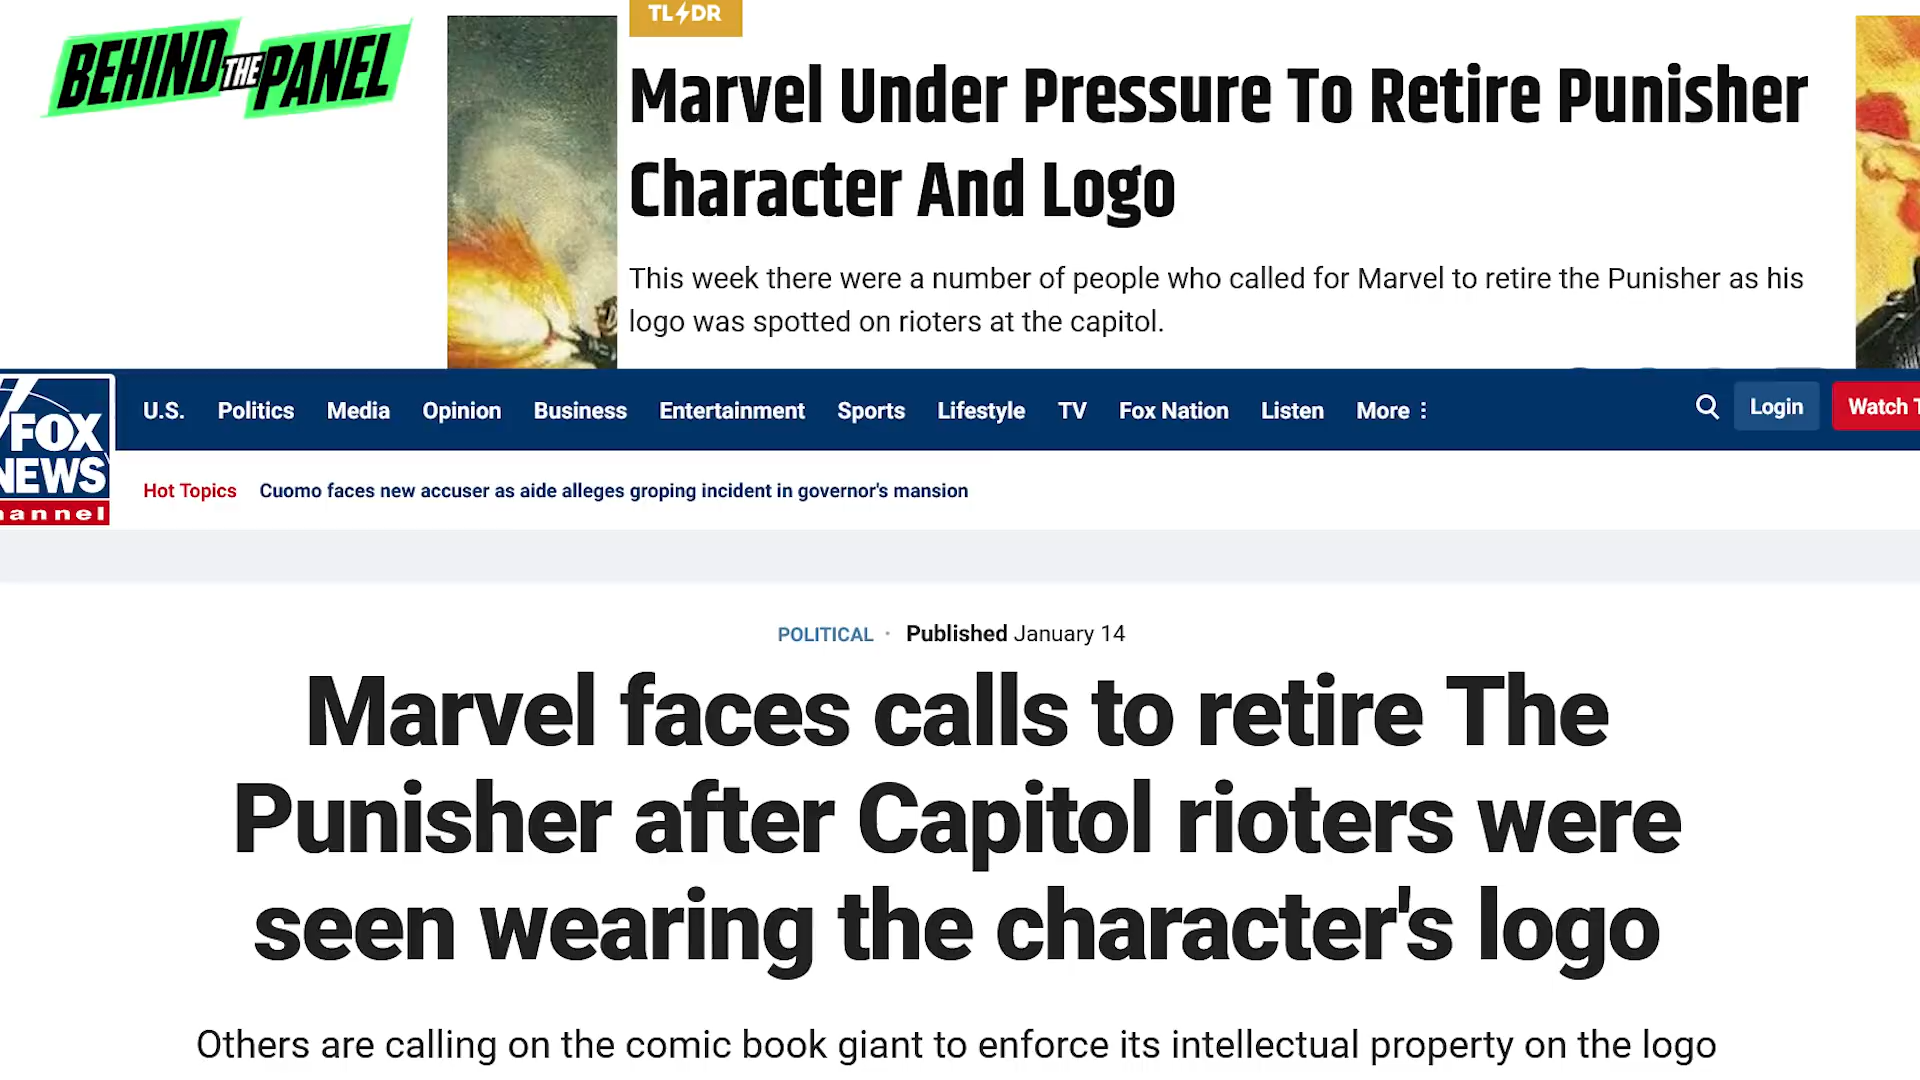 BEHIND THE PANEL
TL DR
Marvel Under Pressure To Retire Punisher
Character And Logo
This week there were a number of people who called for Marvel to retire the Punisher as his
logo was spotted on rioters at the capitol.
FOX
NEWS
hannel
U.S. Politics Media Opinion Business Entertainment Sports Lifestyle TV Fox Nation Listen More Login Watch T
Hot Topics Cuomo faces new accuser as aide alleges groping incident in governor's mansion
POLITICAL · Published January 14
Marvel faces calls to retire The
Punisher after Capitol rioters were
seen wearing the character's logo
Others are calling on the comic book giant to enforce its intellectual property on the logo